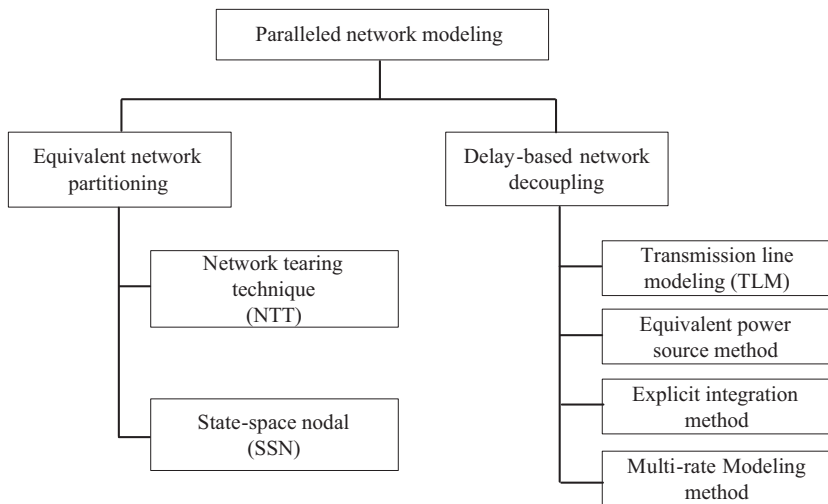 Paralleled network modeling
Equivalent network
partitioning
Delay-based network
decoupling
Network tearing
technique
(NTT)
State-space nodal
(SSN)
Transmission line
modeling (TLM)
Equivalent power
source method
Explicit integration
method
Multi-rate Modeling
method